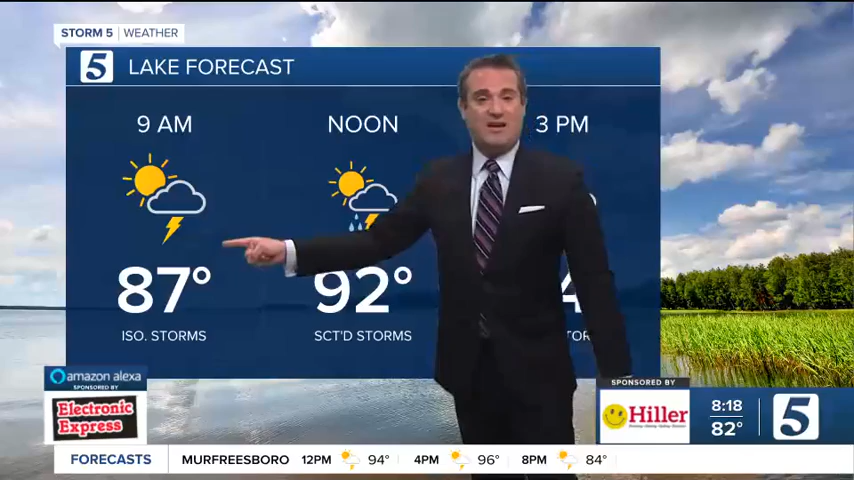 STORM 5 | WEATHER
5 LAKE FORECAST
9 AM
NOON
3 PM
87°
92°
4
ISO. STORMS
SCT'D STORMS
amazon alexa
SPONSORED BY
Electronic
Express
SPONSORED BY
Hiller
8:18
82°
5
FORECASTS
MURFREESBORO 12PM 94° 4PM 96° 8PM 84°